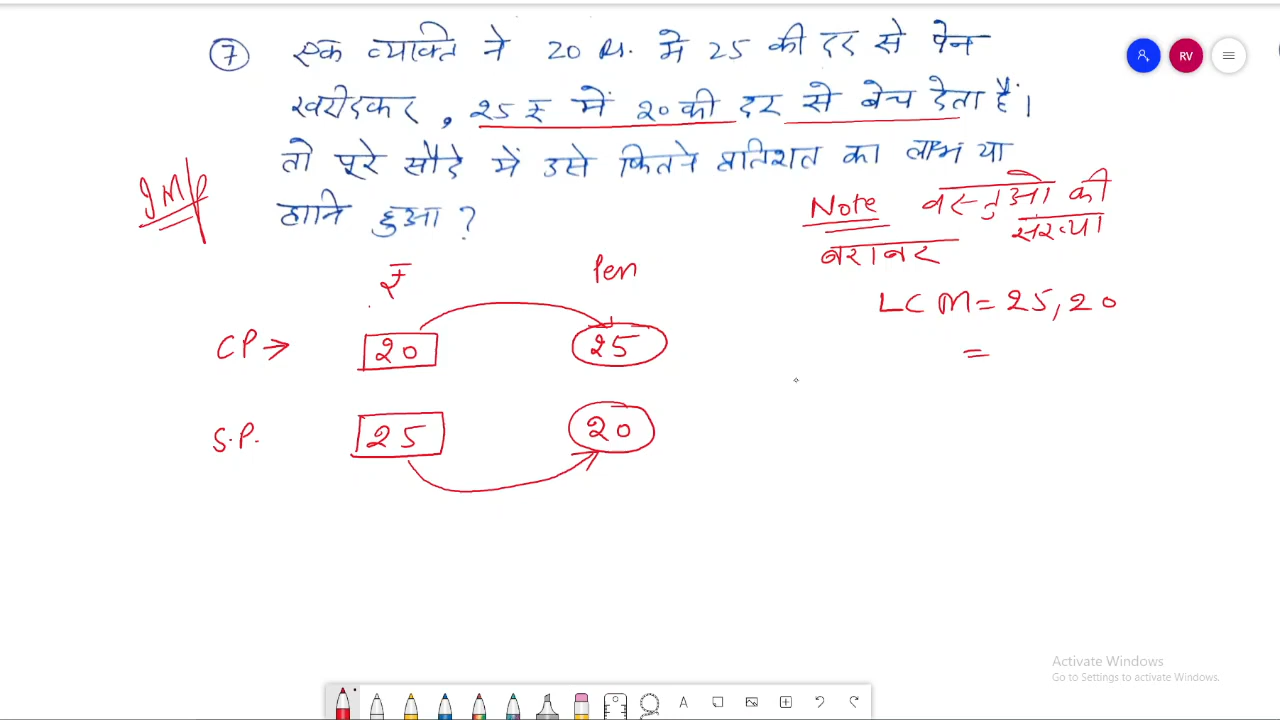 ⑦ एक व्यक्ति ने 20 Rs. में 25 की दर से पेन
खरीदकर, 25 ₹ में 20 की दर से बेच देता हैं।
तो पूरे सौदे में उसे कितने प्रतिशत का लाभ या
हानि हुआ ?
IMP
Note वस्तुओ की
संख्या
बराबर
₹ Pen
LCM = 25, 20
=
CP → 20 25
S.P. 25 20
RV
Activate Windows
Go to Settings to activate Windows.
A